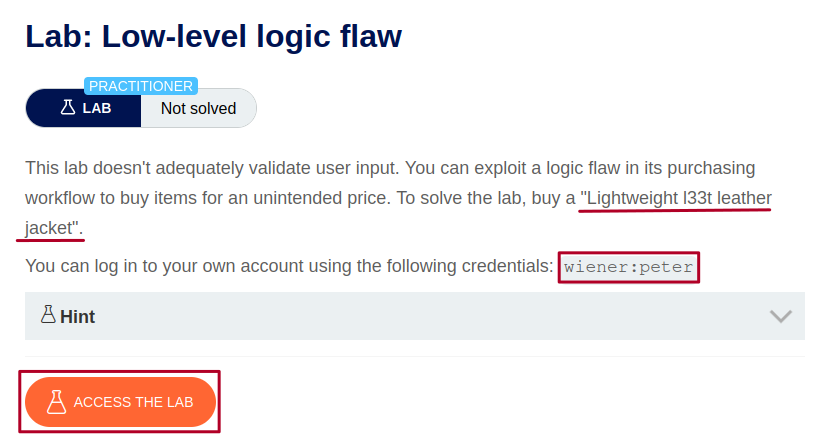 Lab: Low-level logic flaw
PRACTITIONER
LAB Not solved
This lab doesn't adequately validate user input. You can exploit a logic flaw in its purchasing
workflow to buy items for an unintended price. To solve the lab, buy a "Lightweight l33t leather
jacket".
You can log in to your own account using the following credentials: wiener:peter
Hint
ACCESS THE LAB